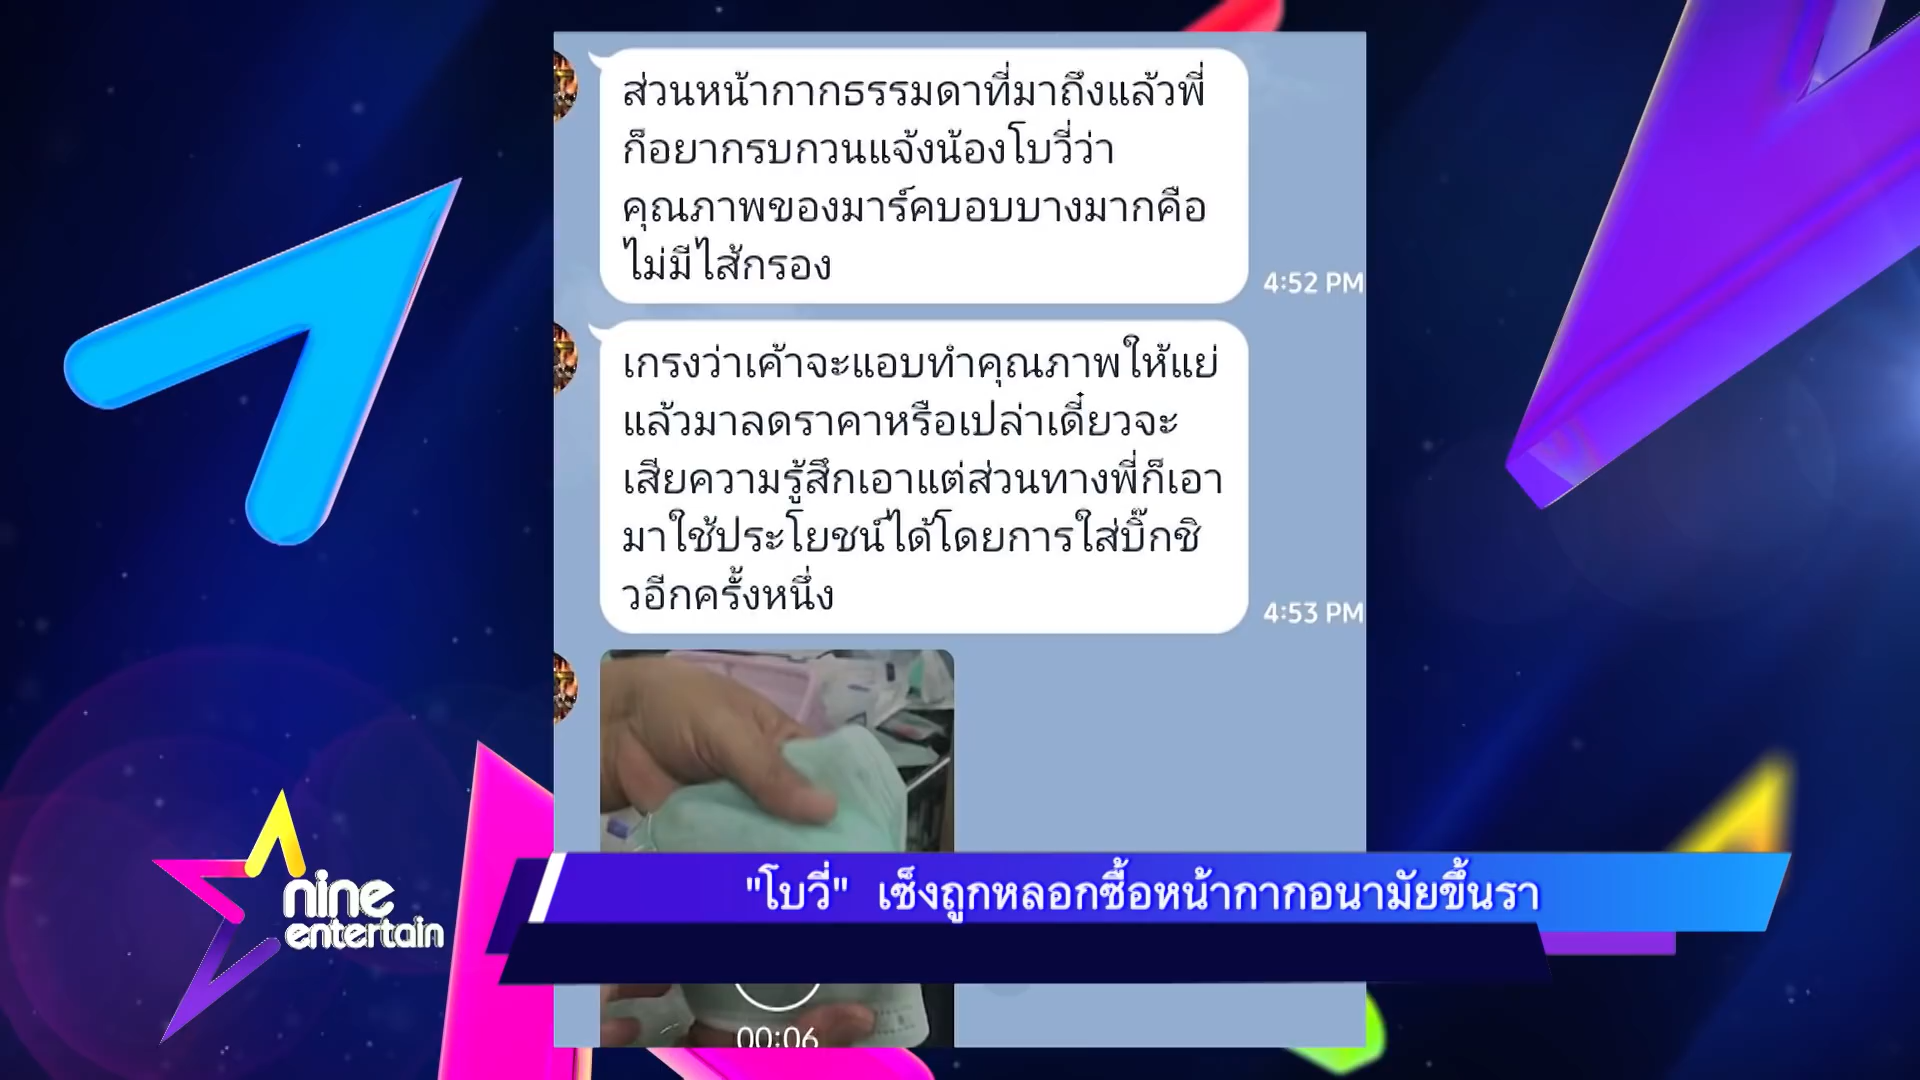 ส่วนหน้ากากธรรมดาที่มาถึงแล้วพี่
ก็อยากรบกวนแจ้งน้องโบวี่ว่า
คุณภาพของมาร์คบอบบางมากคือ
ไม่มีไส้กรอง
4:52 PM
เกรงว่าเค้าจะแอบทำคุณภาพให้แย่
แล้วมาลดราคาหรือเปล่าเดี๋ยวจะ
เสียความรู้สึกเอาแต่ส่วนทางพี่ก็เอา
มาใช้ประโยชน์ได้โดยการใส่บิ๊กชิ
วอีกครั้งหนึ่ง
4:53 PM
"โบวี่" เซ็งถูกหลอกซื้อหน้ากากอนามัยขึ้นรา
nine
entertain
00:06